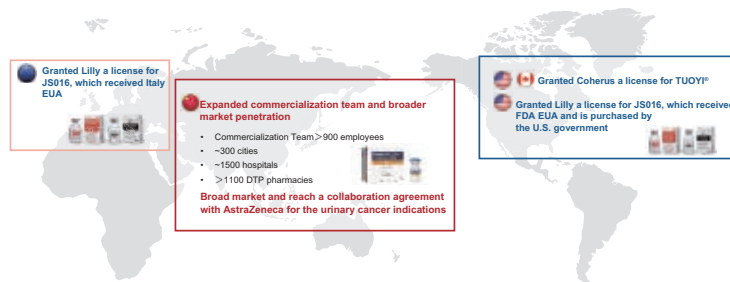 Granted Lilly a license for
JS016, which received Italy
EUA
Expanded commercialization team and broader
market penetration
• Commercialization Team＞900 employees
• ~300 cities
• ~1500 hospitals
• ＞1100 DTP pharmacies
Broad market and reach a collaboration agreement
with AstraZeneca for the urinary cancer indications
Granted Coherus a license for TUOYI®
Granted Lilly a license for JS016, which received
FDA EUA and is purchased by
the U.S. government